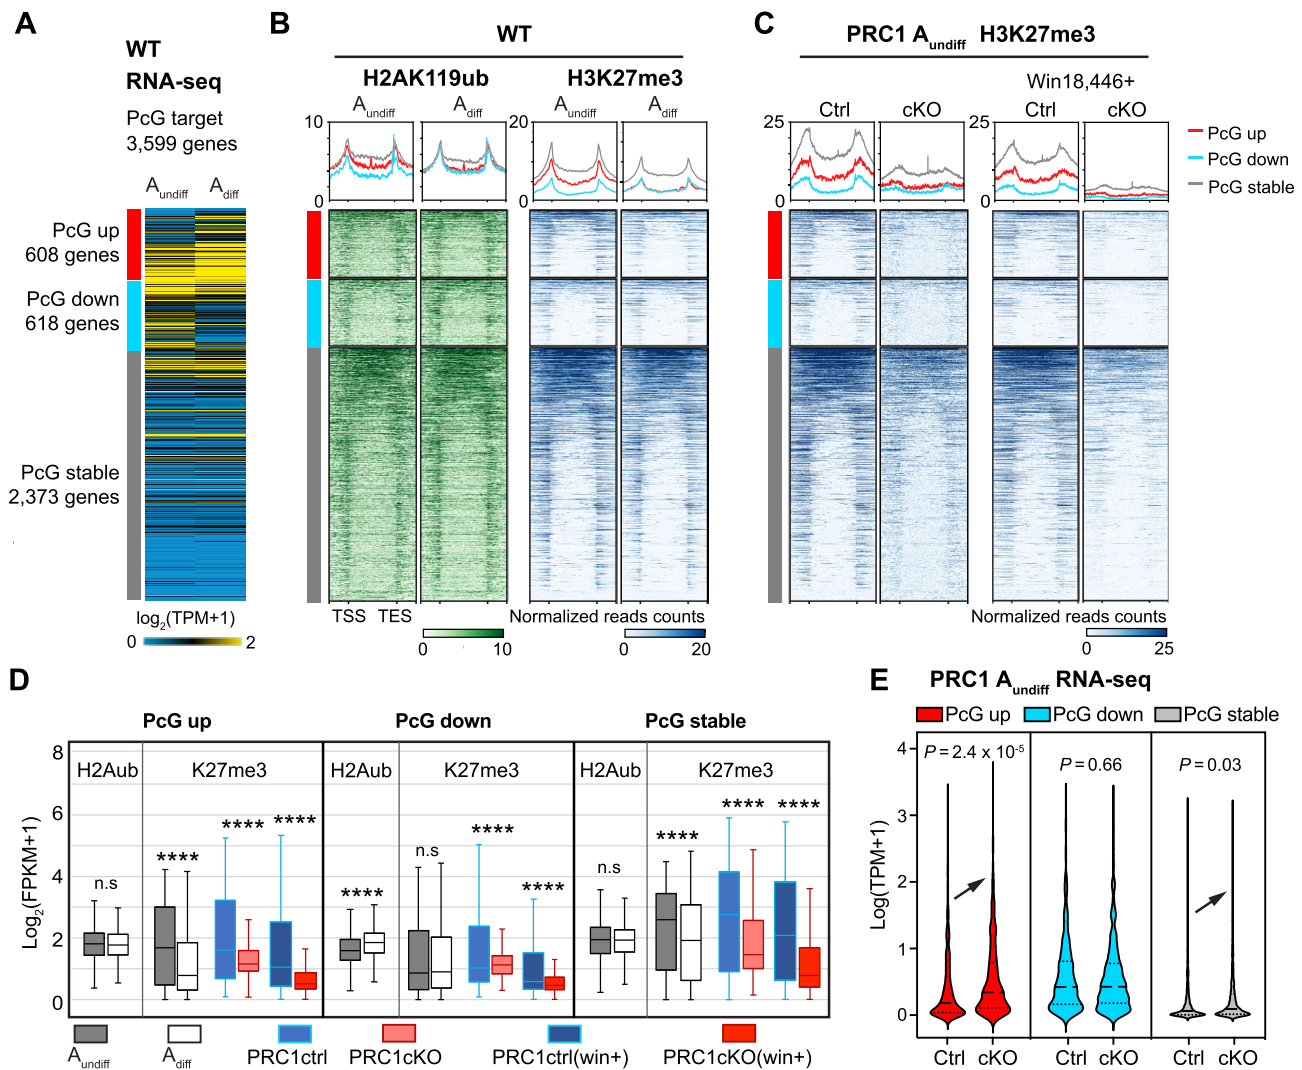 A
WT
RNA-seq
PcG target
3,599 genes
Aundiff Adiff
PcG up
608 genes
PcG down
618 genes
PcG stable
2,373 genes
log2(TPM+1)
0 2
B
WT
H2AK119ub H3K27me3
Aundiff Adiff Aundiff Adiff
10 20
0 0
TSS TES
Normalized reads counts
0 10 0 20
C
PRC1 Aundiff H3K27me3
Win18,446+
Ctrl cKO Ctrl cKO
25 25
0 0
PcG up
PcG down
PcG stable
Normalized reads counts
0 25
D
PcG up PcG down PcG stable
H2Aub K27me3 H2Aub K27me3 H2Aub K27me3
Log2(FPKM+1)
8
6
4
2
0
n.s **** **** ****
**** n.s **** ****
n.s **** **** ****
Aundiff Adiff PRC1ctrl PRC1cKO PRC1ctrl(win+) PRC1cKO(win+)
E
PRC1 Aundiff RNA-seq
PcG up PcG down PcG stable
P = 2.4 x 10-5 P = 0.66 P = 0.03
Log(TPM+1)
4
3
2
1
0
Ctrl cKO Ctrl cKO Ctrl cKO